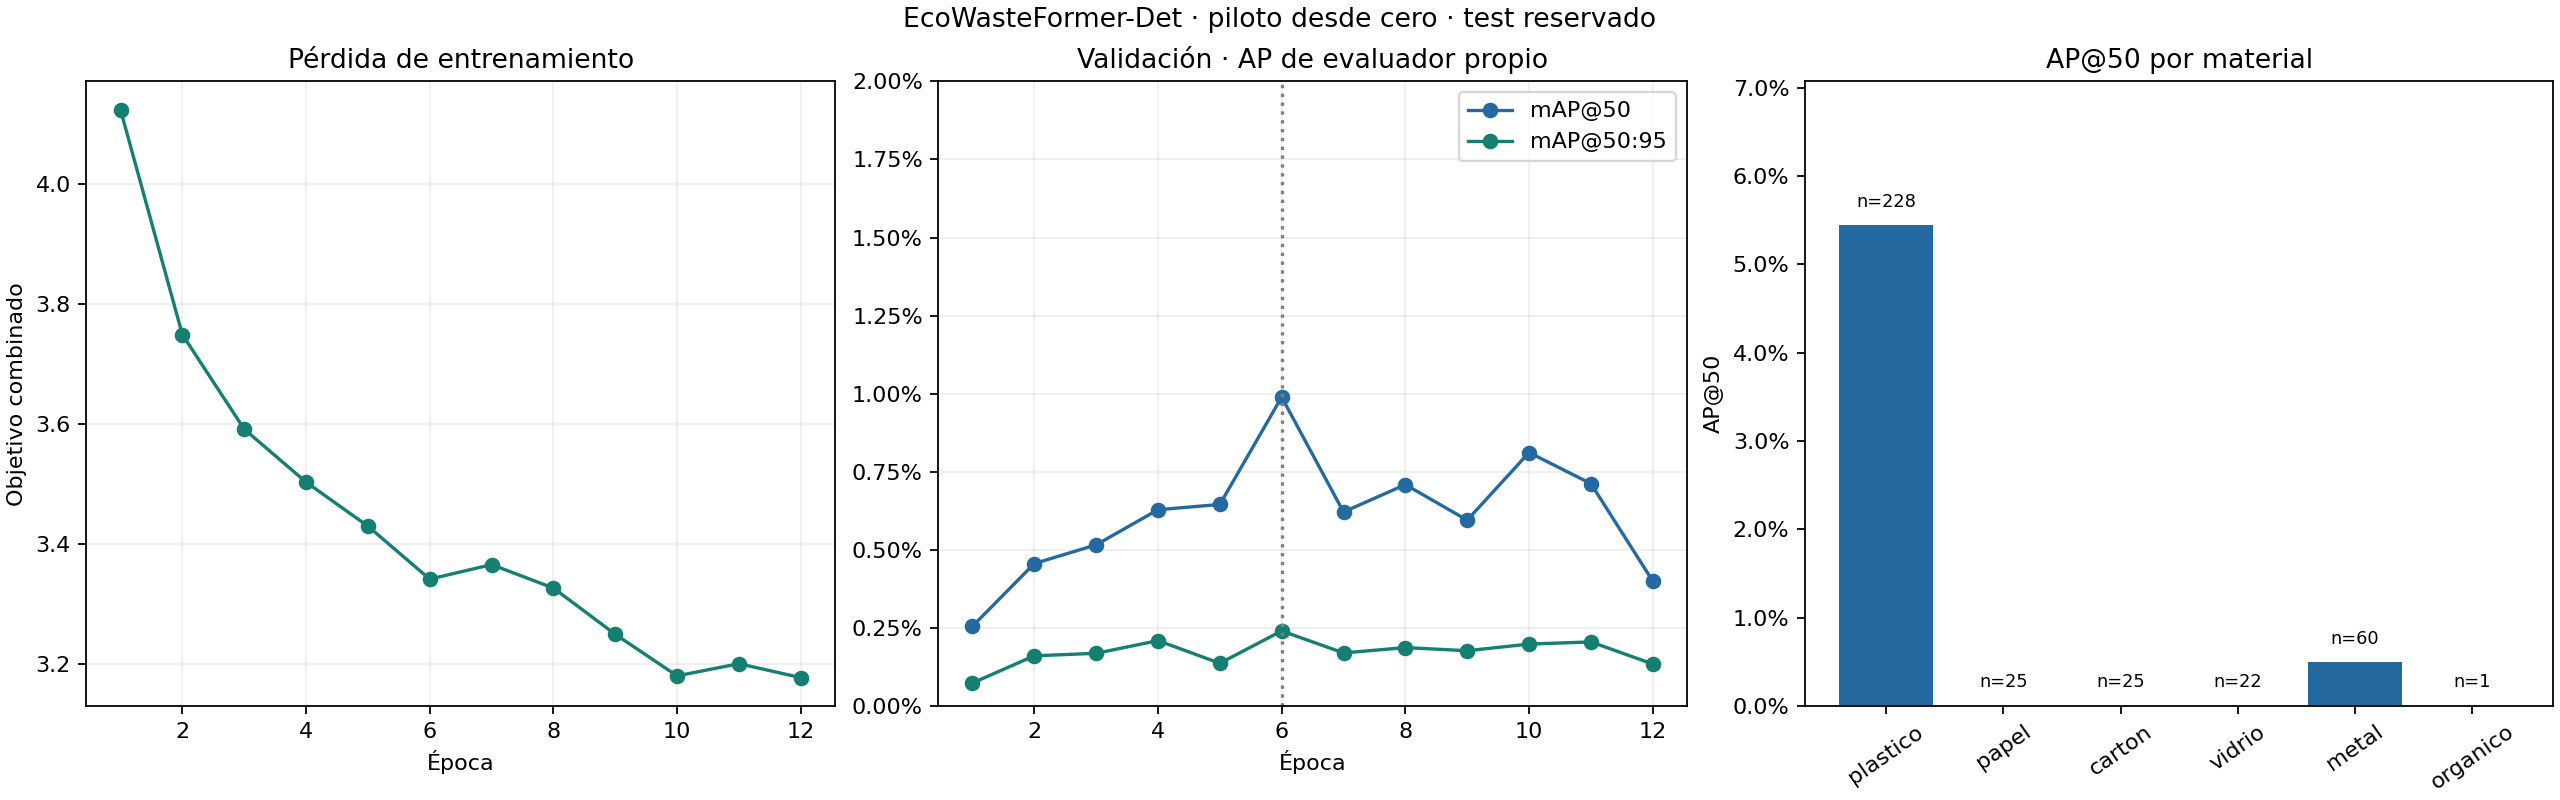 EcoWasteFormer-Det · piloto desde cero · test reservado
Pérdida de entrenamiento
Objetivo combinado
4.0
3.8
3.6
3.4
3.2
2
4
6
8
10
12
Época
Validación · AP de evaluador propio
mAP@50
mAP@50:95
2.00%
1.75%
1.50%
1.25%
1.00%
0.75%
0.50%
0.25%
0.00%
2
4
6
8
10
12
Época
AP@50 por material
AP@50
7.0%
6.0%
5.0%
4.0%
3.0%
2.0%
1.0%
0.0%
n=228
n=25
n=25
n=22
n=60
n=1
plastico
papel
carton
vidrio
metal
organico